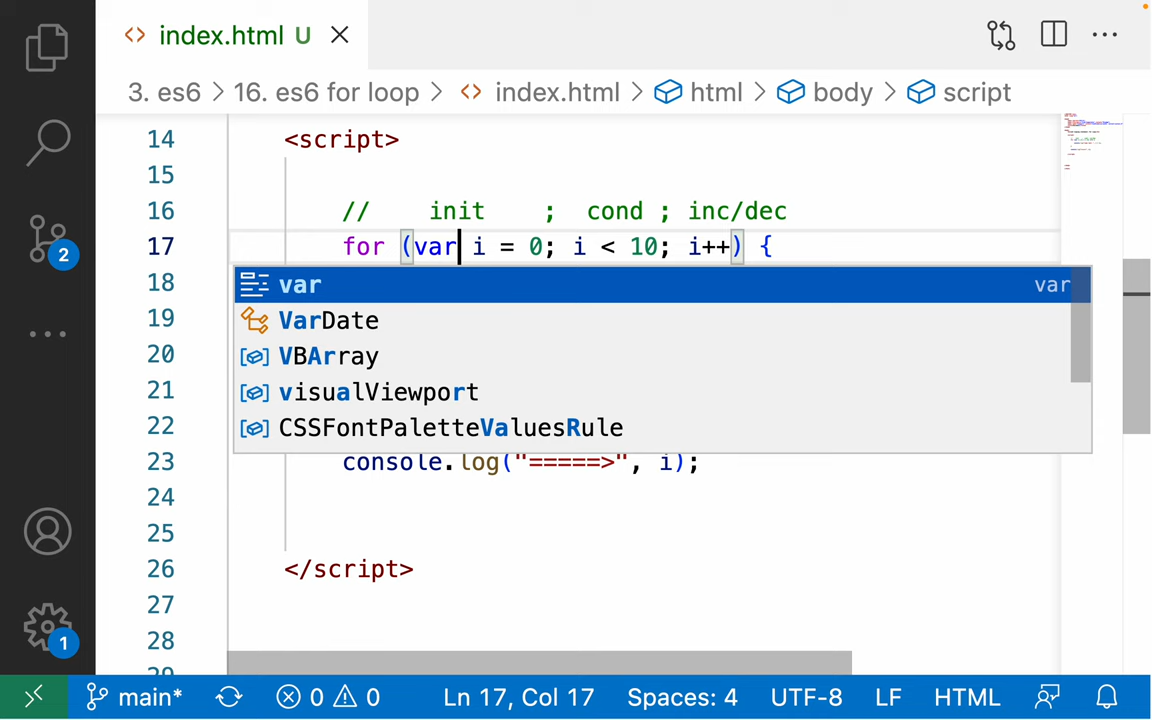 index.html U
3. es6 > 16. es6 for loop > index.html > html > body > script
14 <script>
15
16 // init ; cond ; inc/dec
17 for (var i = 0; i < 10; i++) {
18 var var
19 VarDate
20 VBArray
21 visualViewport
22 CSSFontPaletteValuesRule
23 console.log("=====>", i);
24
25
26 </script>
27
28
2
1
main* 0 0 Ln 17, Col 17 Spaces: 4 UTF-8 LF HTML